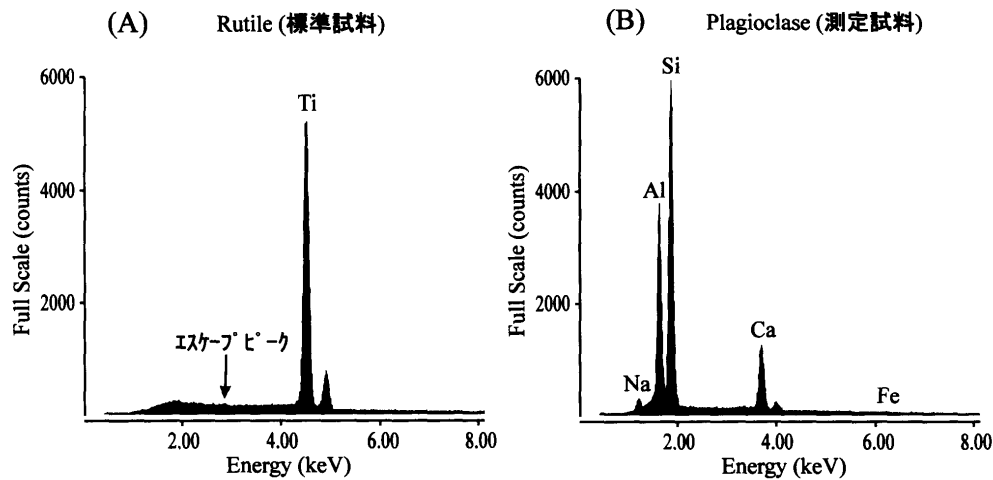 (A) Rutile (標準試料)
6000
4000
2000
Full Scale (counts)
Ti
エスケープピーク
2.00 4.00 6.00 8.00
Energy (keV)
(B) Plagioclase (測定試料)
6000
4000
2000
Full Scale (counts)
Si
Al
Ca
Na
Fe
2.00 4.00 6.00 8.00
Energy (keV)